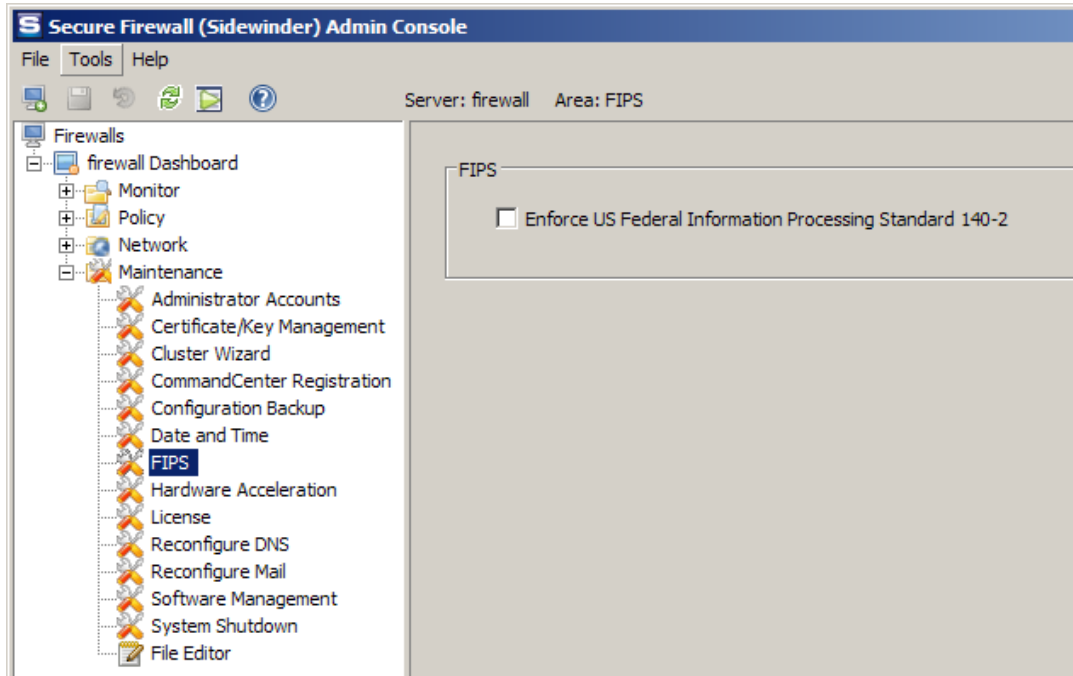 Secure Firewall (Sidewinder) Admin Console
File Tools Help
Server: firewall Area: FIPS
Firewalls
firewall Dashboard
Monitor
Policy
Network
Maintenance
Administrator Accounts
Certificate/Key Management
Cluster Wizard
CommandCenter Registration
Configuration Backup
Date and Time
FIPS
Hardware Acceleration
License
Reconfigure DNS
Reconfigure Mail
Software Management
System Shutdown
File Editor
FIPS
Enforce US Federal Information Processing Standard 140-2